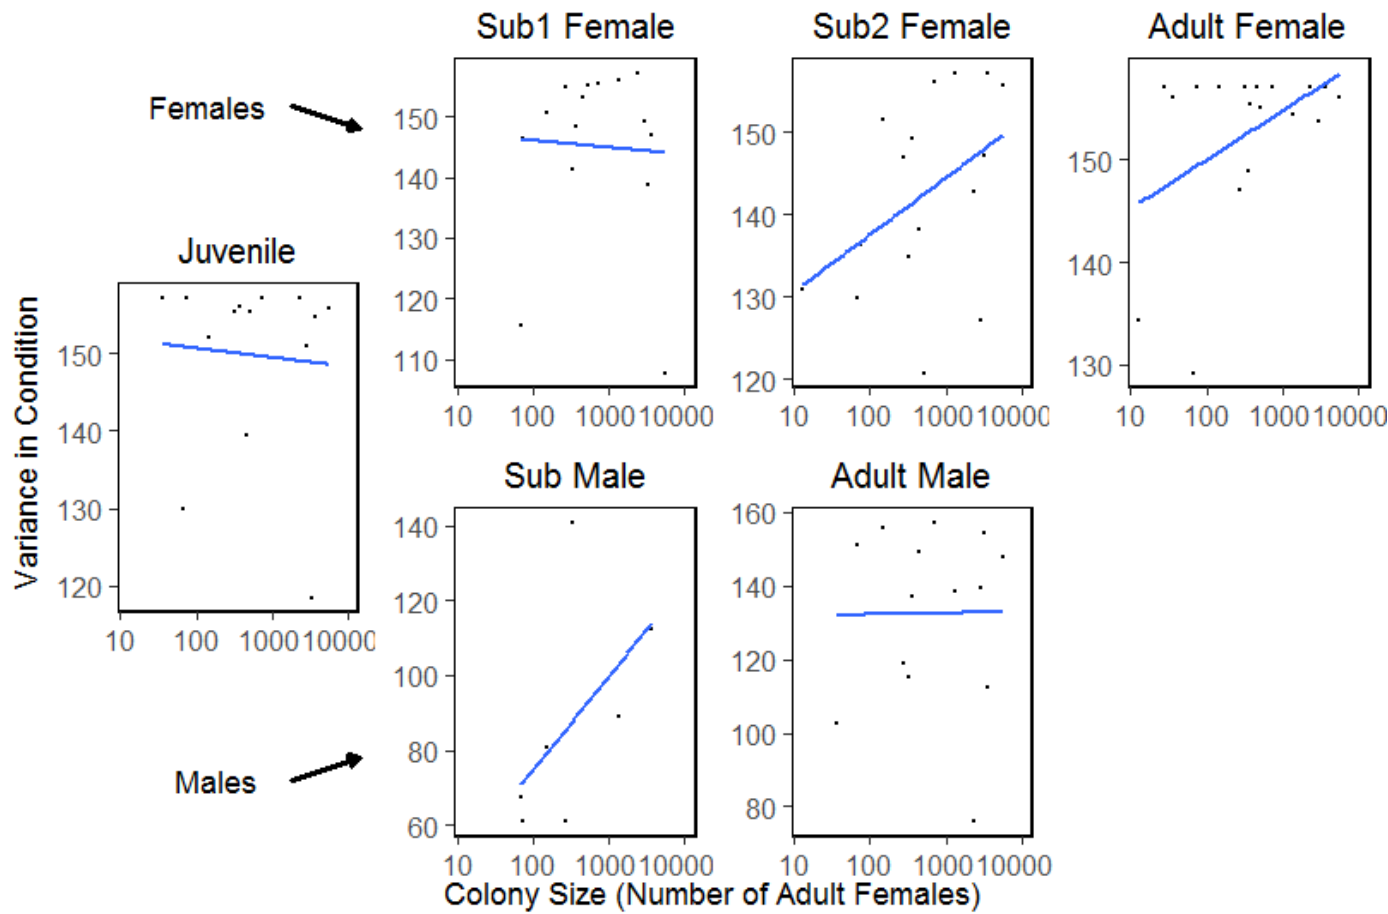 Sub1 Female
Sub2 Female
Adult Female
Females
150
140
130
120
110
10 100 1000 10000
150
140
130
120
10 100 1000 10000
150
140
130
10 100 1000 10000
Juvenile
Variance in Condition
150
140
130
120
10 100 1000 10000
Sub Male
Adult Male
Males
140
120
100
80
60
10 100 1000 10000
160
140
120
100
80
10 100 1000 10000
Colony Size (Number of Adult Females)